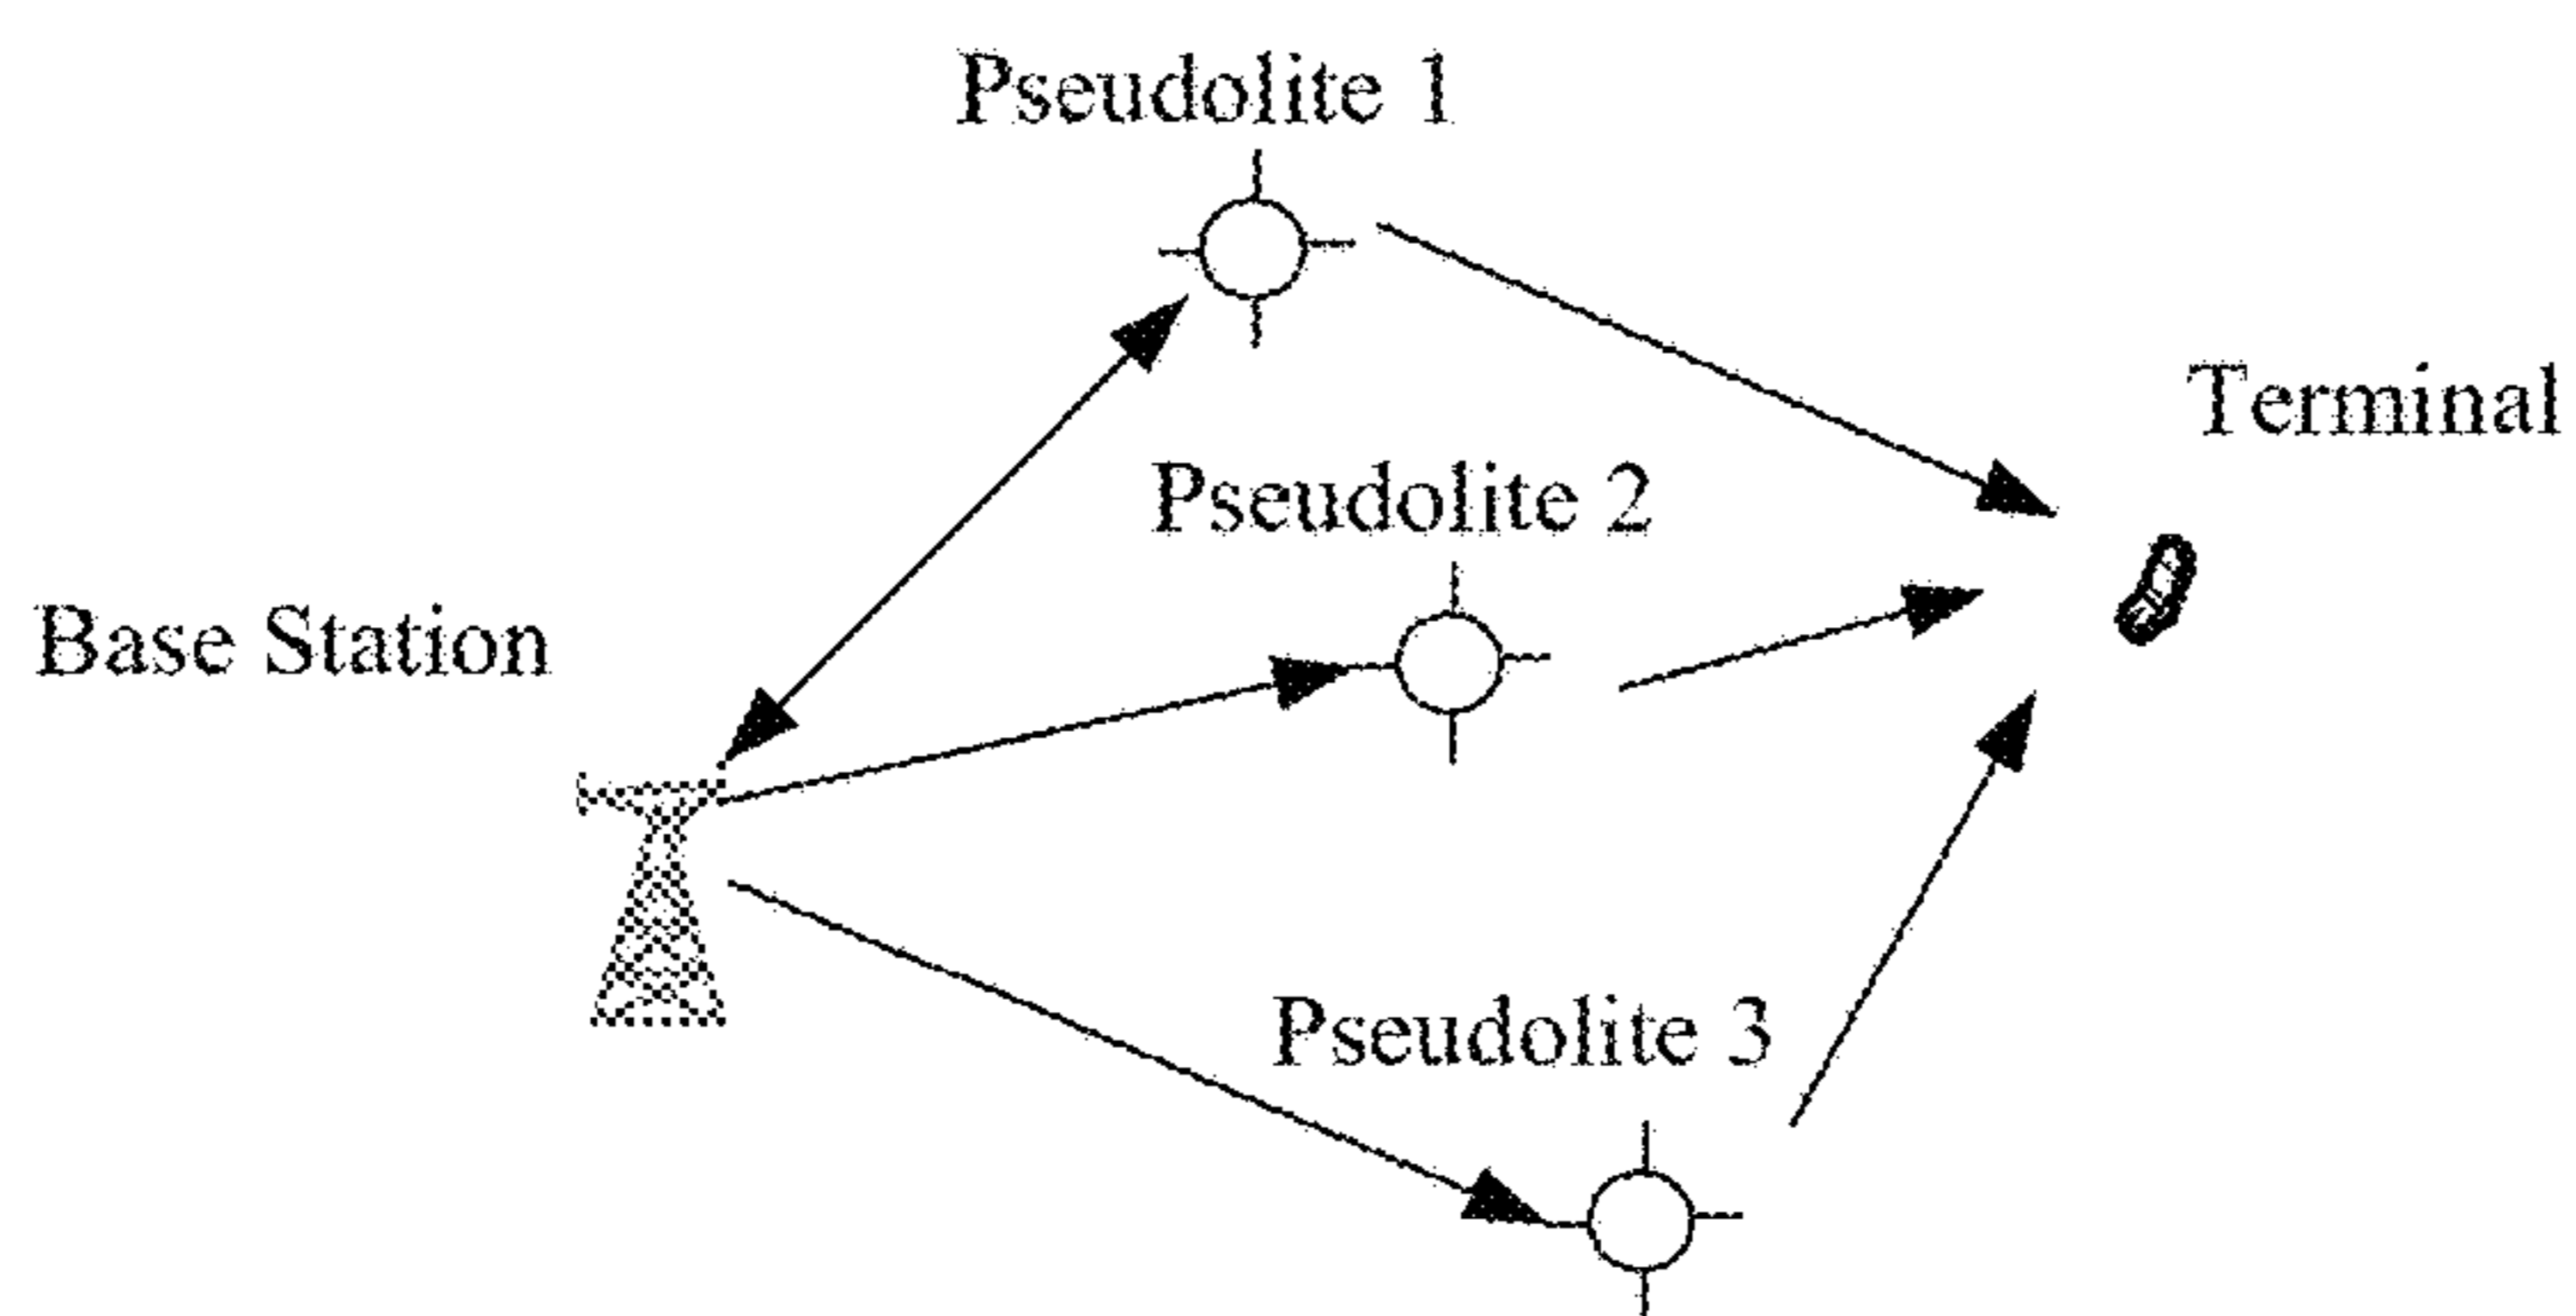 Pseudolite 1
Terminal
Pseudolite 2
Base Station
Pseudolite 3